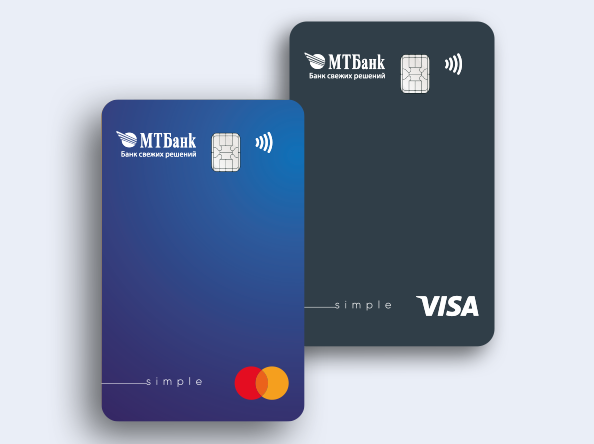 МТБанк
Банк свежих решений
simple
VISA
МТБанк
Банк свежих решений
simple